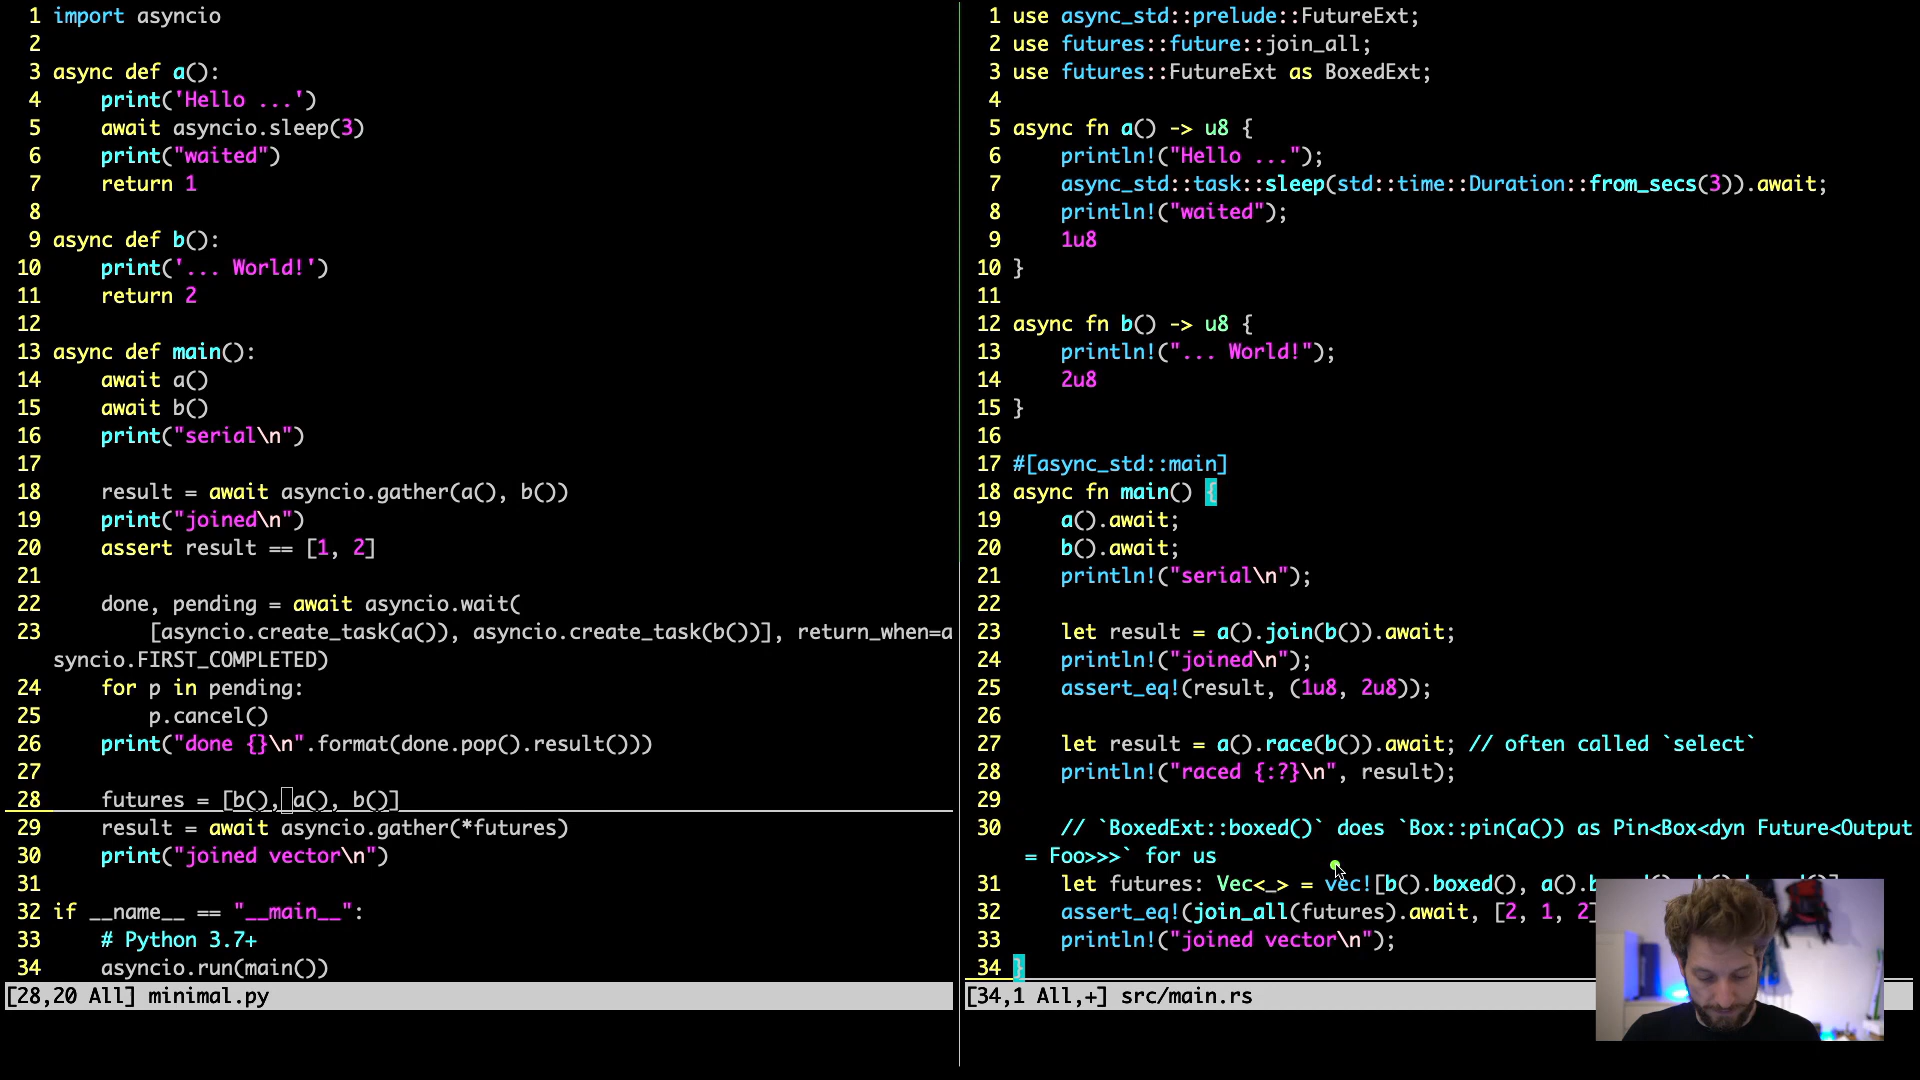 1 import asyncio
2
3 async def a():
4     print('Hello ...')
5     await asyncio.sleep(3)
6     print("waited")
7     return 1
8
9 async def b():
10     print('... World!')
11     return 2
12
13 async def main():
14     await a()
15     await b()
16     print("serial\n")
17
18     result = await asyncio.gather(a(), b())
19     print("joined\n")
20     assert result == [1, 2]
21
22     done, pending = await asyncio.wait(
23         [asyncio.create_task(a()), asyncio.create_task(b())], return_when=a
syncio.FIRST_COMPLETED)
24     for p in pending:
25         p.cancel()
26     print("done {}\n".format(done.pop().result()))
27
28     futures = [b(), a(), b()]
29     result = await asyncio.gather(*futures)
30     print("joined vector\n")
31
32 if __name__ == "__main__":
33     # Python 3.7+
34     asyncio.run(main())
[28,20 All] minimal.py
1 use async_std::prelude::FutureExt;
2 use futures::future::join_all;
3 use futures::FutureExt as BoxedExt;
4
5 async fn a() -> u8 {
6     println!("Hello ...");
7     async_std::task::sleep(std::time::Duration::from_secs(3)).await;
8     println!("waited");
9     1u8
10 }
11
12 async fn b() -> u8 {
13     println!("... World!");
14     2u8
15 }
16
17 #[async_std::main]
18 async fn main() {
19     a().await;
20     b().await;
21     println!("serial\n");
22
23     let result = a().join(b()).await;
24     println!("joined\n");
25     assert_eq!(result, (1u8, 2u8));
26
27     let result = a().race(b()).await; // often called `select`
28     println!("raced {:?}\n", result);
29
30     // `BoxedExt::boxed()` does `Box::pin(a()) as Pin<Box<dyn Future<Output
= Foo>>>` for us
31     let futures: Vec<_> = vec![b().boxed(), a().b
32     assert_eq!(join_all(futures).await, [2, 1, 2]
33     println!("joined vector\n");
34 }
[34,1 All,+] src/main.rs